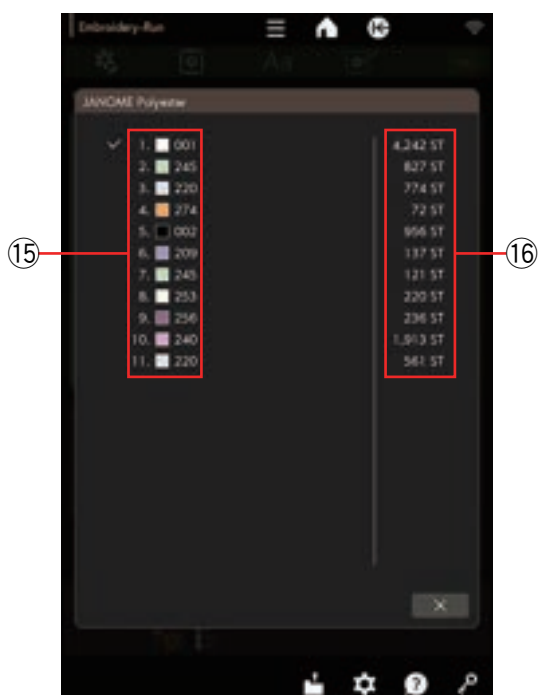 Embroidery-Run
Aa
JANOME Polyester
1. 001 4,242 ST
2. 245 827 ST
3. 220 774 ST
4. 274 72 ST
5. 002 956 ST
⑮ 6. 209 137 ST ⑯
7. 245 121 ST
8. 253 220 ST
9. 256 236 ST
10. 240 1,913 ST
11. 220 561 ST